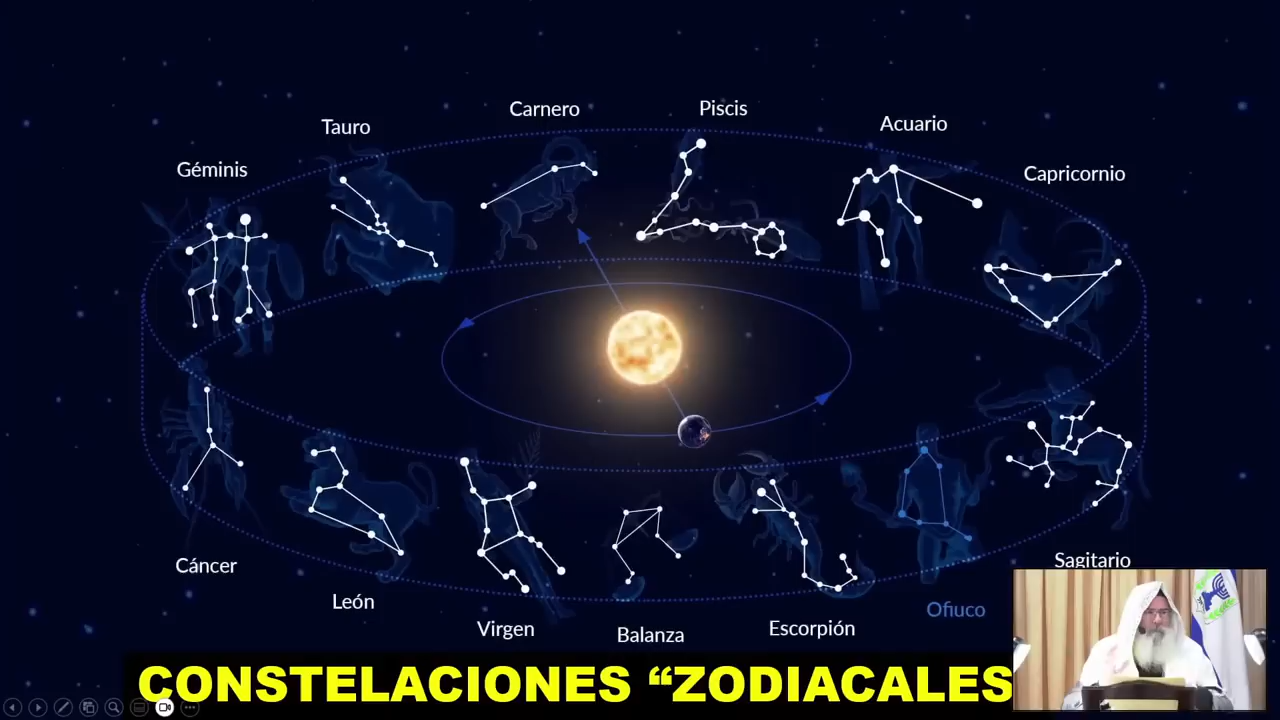 Carnero
Piscis
Tauro
Acuario
Géminis
Capricornio
Cáncer
Sagitario
León
Ofiuco
Virgen
Escorpión
Balanza
CONSTELACIONES “ZODIACALES